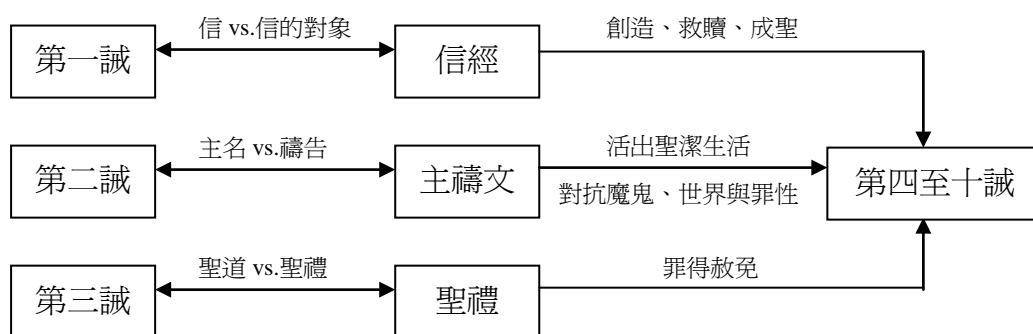 信 vs.信的對象
創造、救贖、成聖
第一誡
信經
主名 vs.禱告
活出聖潔生活
第二誡
主禱文
第四至十誡
對抗魔鬼、世界與罪性
聖道 vs.聖禮
罪得赦免
第三誡
聖禮